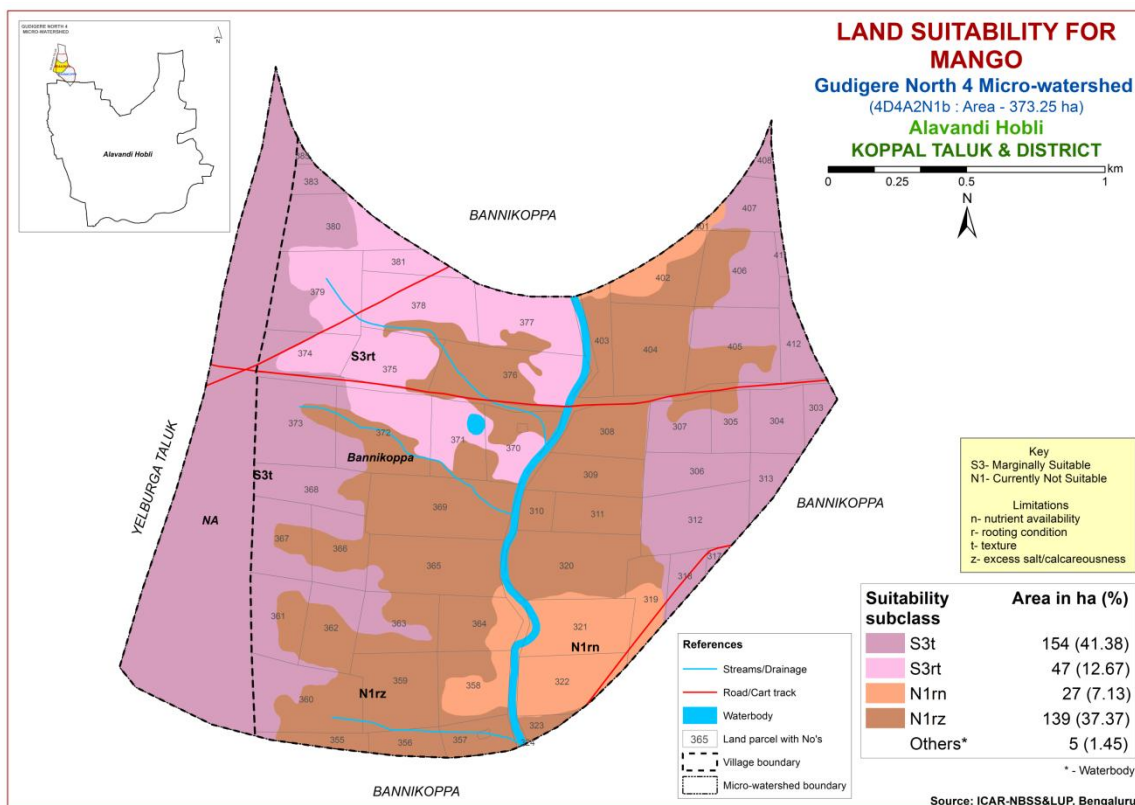 GUDIGERE NORTH 4
MICRO-WATERSHED
N
Alavandi Hobli
LAND SUITABILITY FOR
MANGO
Gudigere North 4 Micro-watershed
(4D4A2N1b : Area - 373.25 ha)
Alavandi Hobli
KOPPAL TALUK & DISTRICT
km
0 0.25 0.5 1
N
BANNIKOPPA
383
408
380
407
401
381
406
402
379
378
377
403
404
405
412
374
S3rt
375
376
303
373
372
371
370
308
307
305
304
Bannikoppa
309
306
313
S3t
368
369
310
311
312
BANNIKOPPA
YELBURGA TALUK
NA
367
366
365
320
317
316
319
361
362
363
364
321
N1rn
359
358
322
N1rz
360
323
355
356
357
BANNIKOPPA
Key
S3- Marginally Suitable
N1- Currently Not Suitable
Limitations
n- nutrient availability
r- rooting condition
t- texture
z- excess salt/calcareousness
Suitability subclass Area in ha (%)
S3t 154 (41.38)
S3rt 47 (12.67)
N1rn 27 (7.13)
N1rz 139 (37.37)
Others* 5 (1.45)
* - Waterbody
References
Streams/Drainage
Road/Cart track
Waterbody
365 Land parcel with No's
Village boundary
Micro-watershed boundary
Source: ICAR-NBSS&LUP, Bengaluru